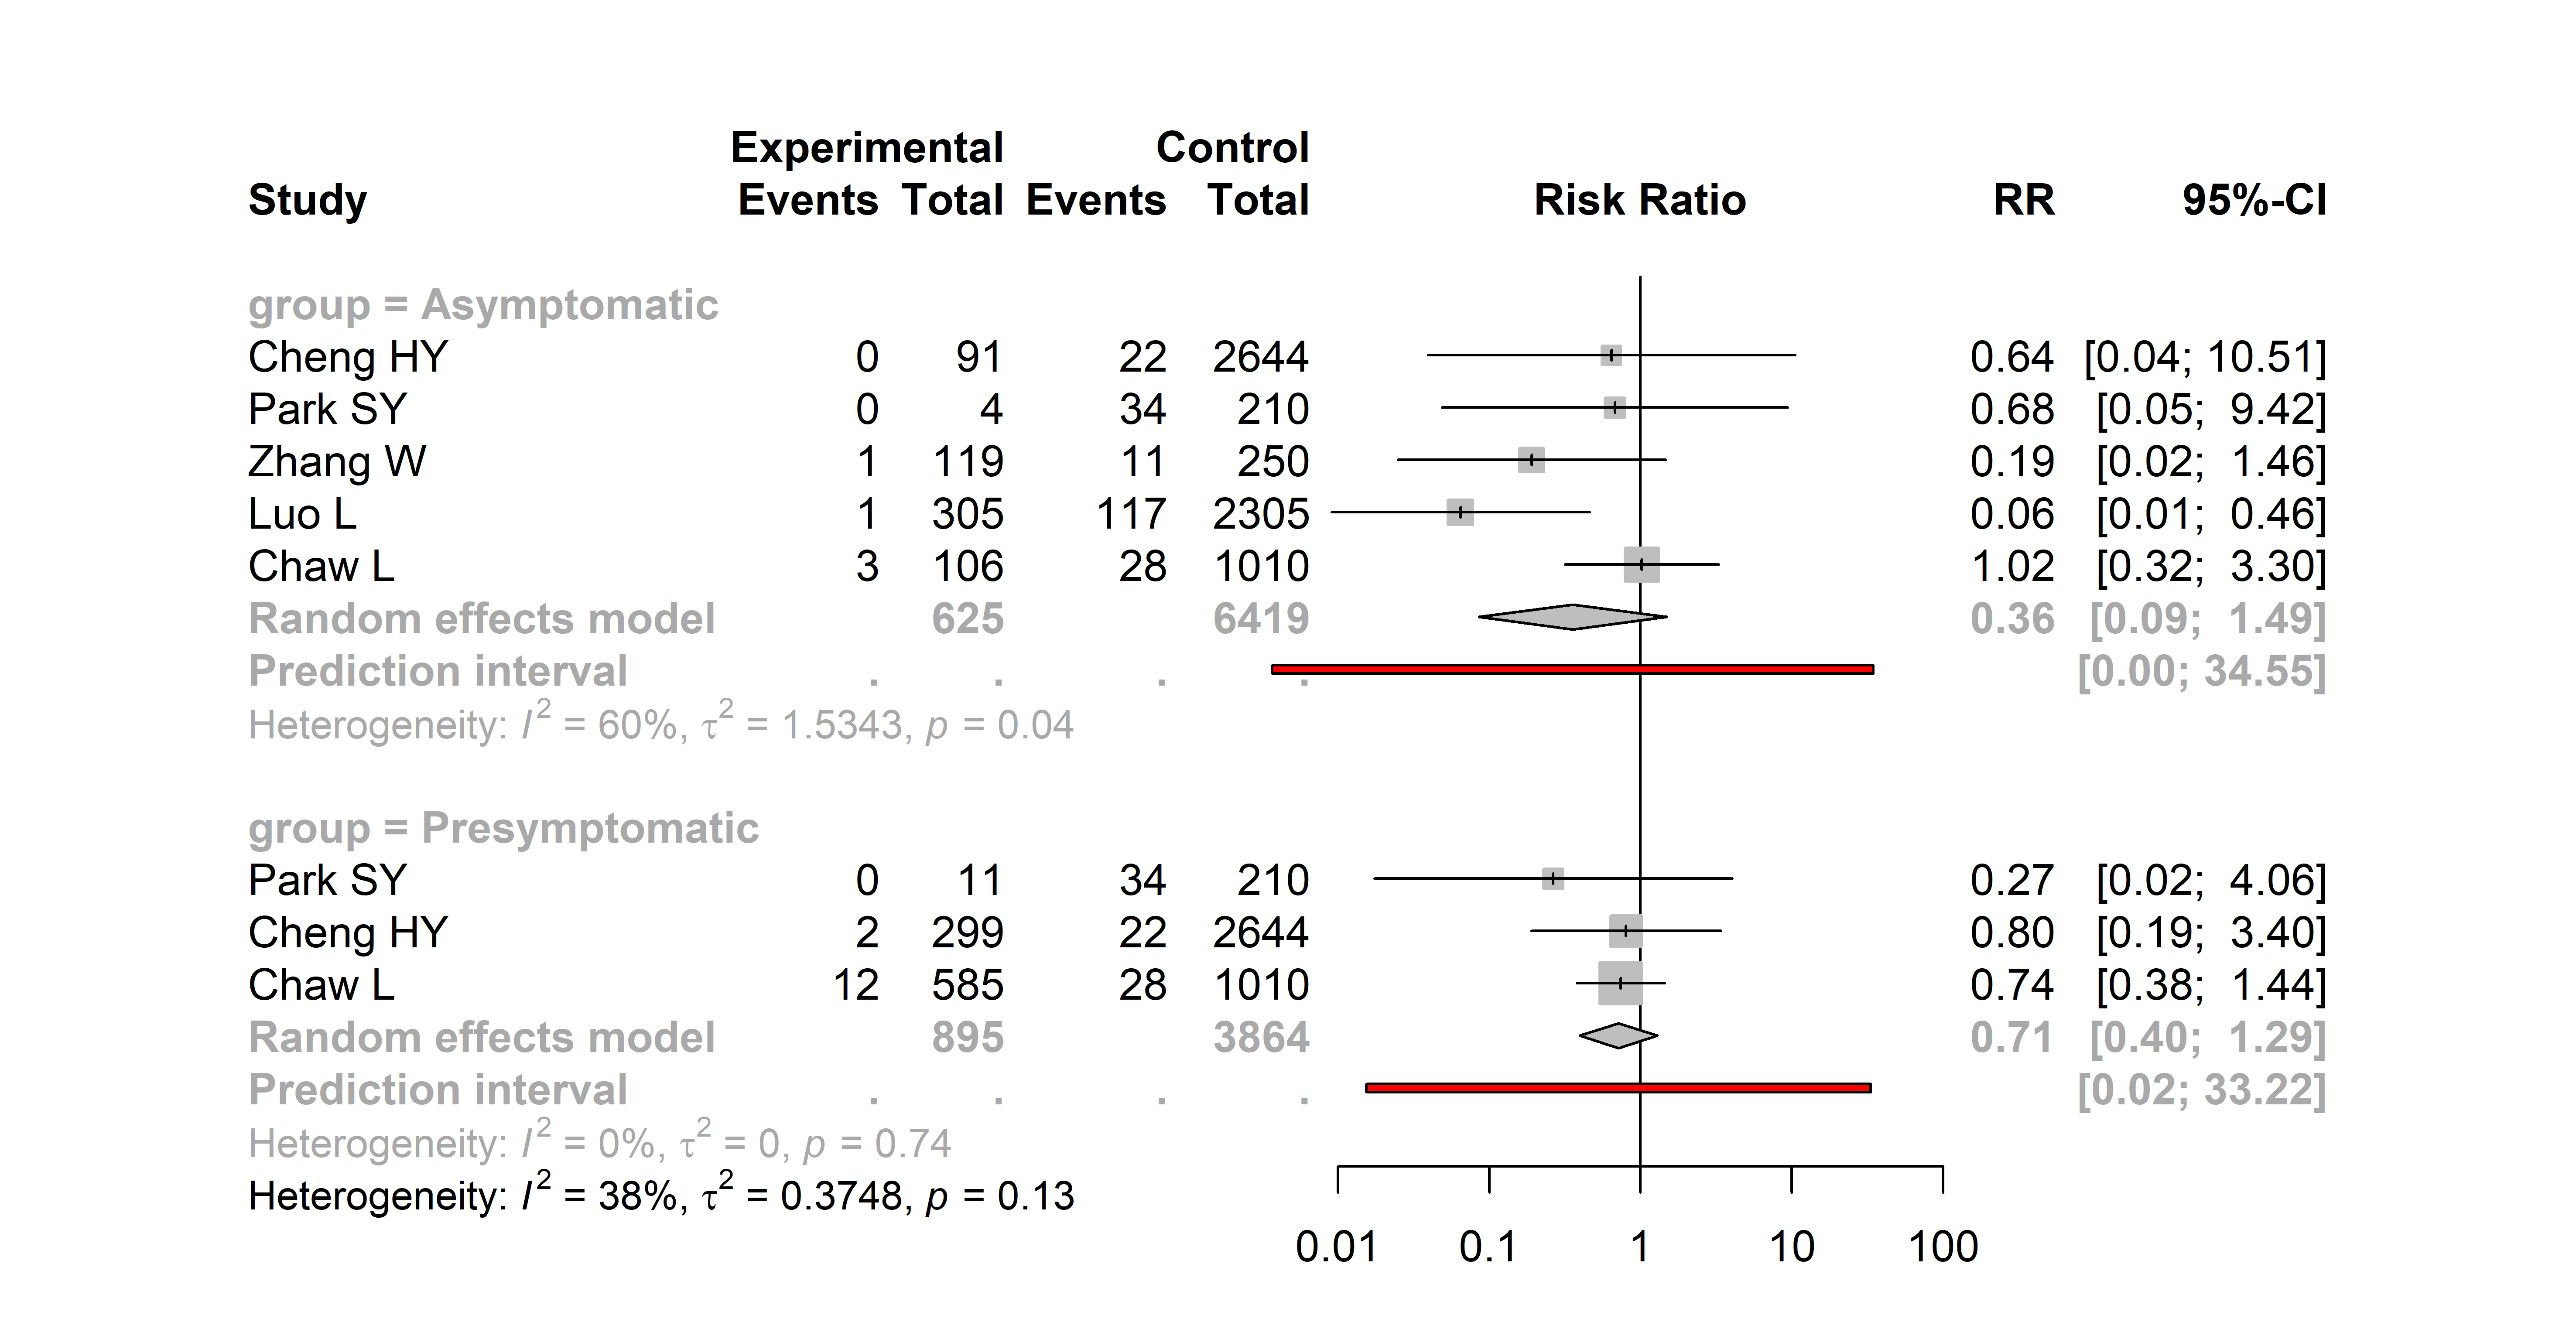 Experimental Control
Study Events Total Events Total Risk Ratio RR 95%-CI
group = Asymptomatic
Cheng HY 0 91 22 2644 0.64 [0.04; 10.51]
Park SY 0 4 34 210 0.68 [0.05; 9.42]
Zhang W 1 119 11 250 0.19 [0.02; 1.46]
Luo L 1 305 117 2305 0.06 [0.01; 0.46]
Chaw L 3 106 28 1010 1.02 [0.32; 3.30]
Random effects model 625 6419 0.36 [0.09; 1.49]
Prediction interval . . . . [0.00; 34.55]
Heterogeneity: I² = 60%, τ² = 1.5343, p = 0.04
group = Presymptomatic
Park SY 0 11 34 210 0.27 [0.02; 4.06]
Cheng HY 2 299 22 2644 0.80 [0.19; 3.40]
Chaw L 12 585 28 1010 0.74 [0.38; 1.44]
Random effects model 895 3864 0.71 [0.40; 1.29]
Prediction interval . . . . [0.02; 33.22]
Heterogeneity: I² = 0%, τ² = 0, p = 0.74
Heterogeneity: I² = 38%, τ² = 0.3748, p = 0.13
0.01 0.1 1 10 100